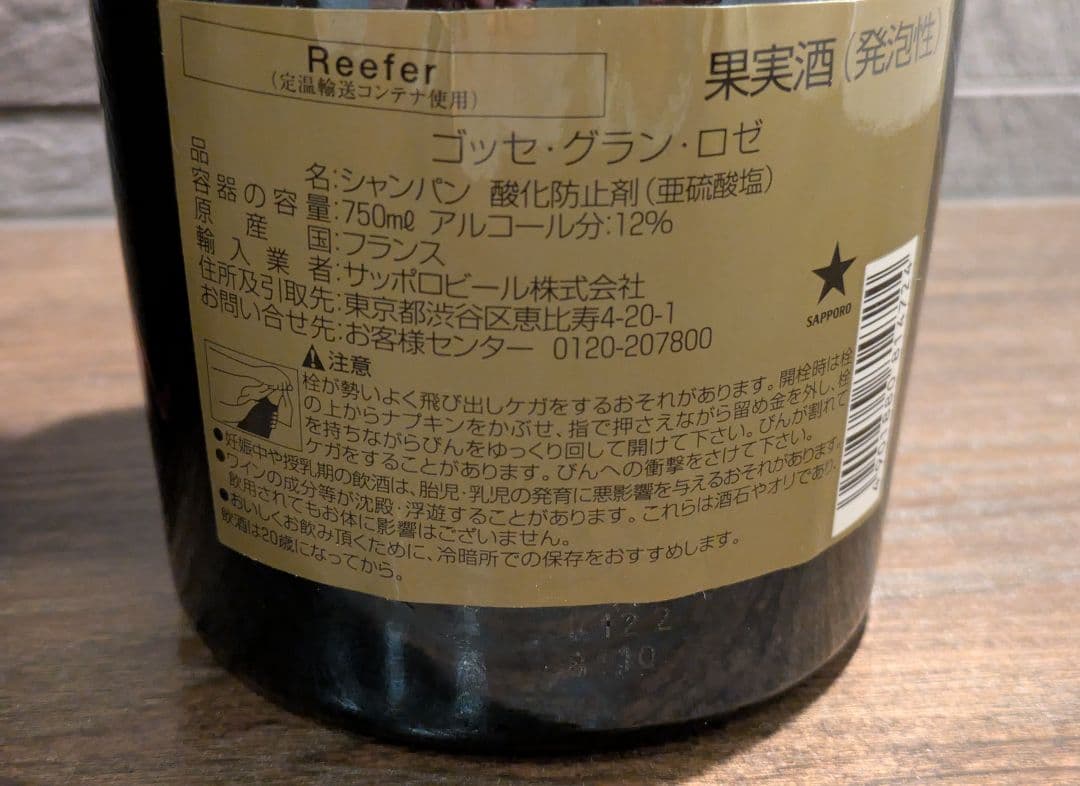 Reefer
(定温輸送コンテナ使用)
果実酒(発泡性)
ゴッセ・グラン・ロゼ
品名:シャンパン 酸化防止剤(亜硫酸塩)
容器の容量:750mℓ アルコール分:12%
原産国:フランス
輸入業者:サッポロビール株式会社
住所及引取先:東京都渋谷区恵比寿4-20-1
お問い合せ先:お客様センター 0120-207800
SAPPORO
注意
栓が勢いよく飛び出しケガをするおそれがあります。開栓時は栓
の上からナプキンをかぶせ、指で押さえながら留め金を外し、栓
を持ちながらびんをゆっくり回して開けて下さい。びんが割れて
ケガをすることがあります。びんへの衝撃をさけて下さい。
●妊娠中や授乳期の飲酒は、胎児・乳児の発育に悪影響を与えるおそれがあります。
●ワインの成分等が沈殿・浮遊することがあります。これらは酒石やオリであり、
飲用されてもお体に影響はございません。
●おいしくお飲み頂くために、冷暗所での保存をおすすめします。
飲酒は20歳になってから。